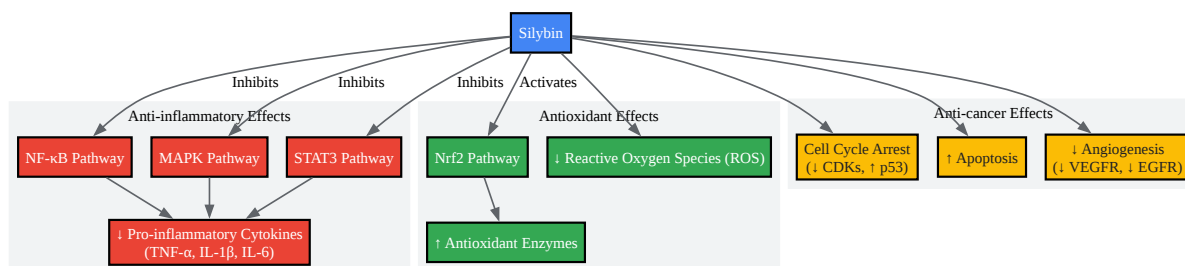 Silybin
Inhibits
Inhibits
Inhibits
Activates
Anti-inflammatory Effects
Antioxidant Effects
Anti-cancer Effects
NF-κB Pathway
MAPK Pathway
STAT3 Pathway
Nrf2 Pathway
↓ Reactive Oxygen Species (ROS)
Cell Cycle Arrest
(↓ CDKs, ↑ p53)
↑ Apoptosis
↓ Angiogenesis
(↓ VEGFR, ↓ EGFR)
↓ Pro-inflammatory Cytokines
(TNF-α, IL-1β, IL-6)
↑ Antioxidant Enzymes